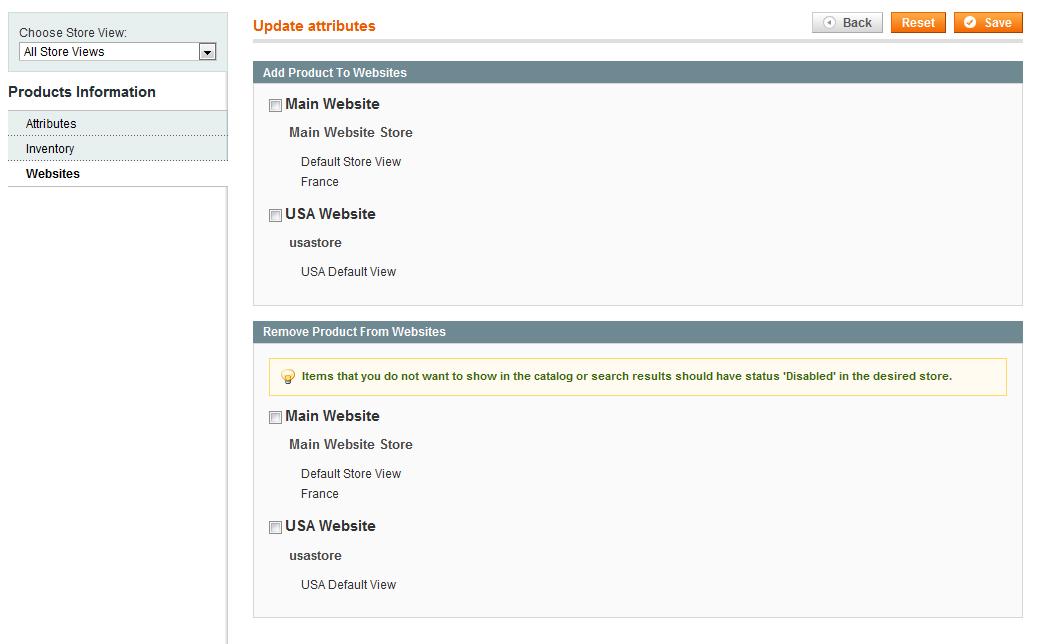 Choose Store View:
All Store Views
Products Information
Attributes
Inventory
Websites
Update attributes
Back
Reset
Save
Add Product To Websites
Main Website
Main Website Store
Default Store View
France
USA Website
usastore
USA Default View
Remove Product From Websites
Items that you do not want to show in the catalog or search results should have status 'Disabled' in the desired store.
Main Website
Main Website Store
Default Store View
France
USA Website
usastore
USA Default View